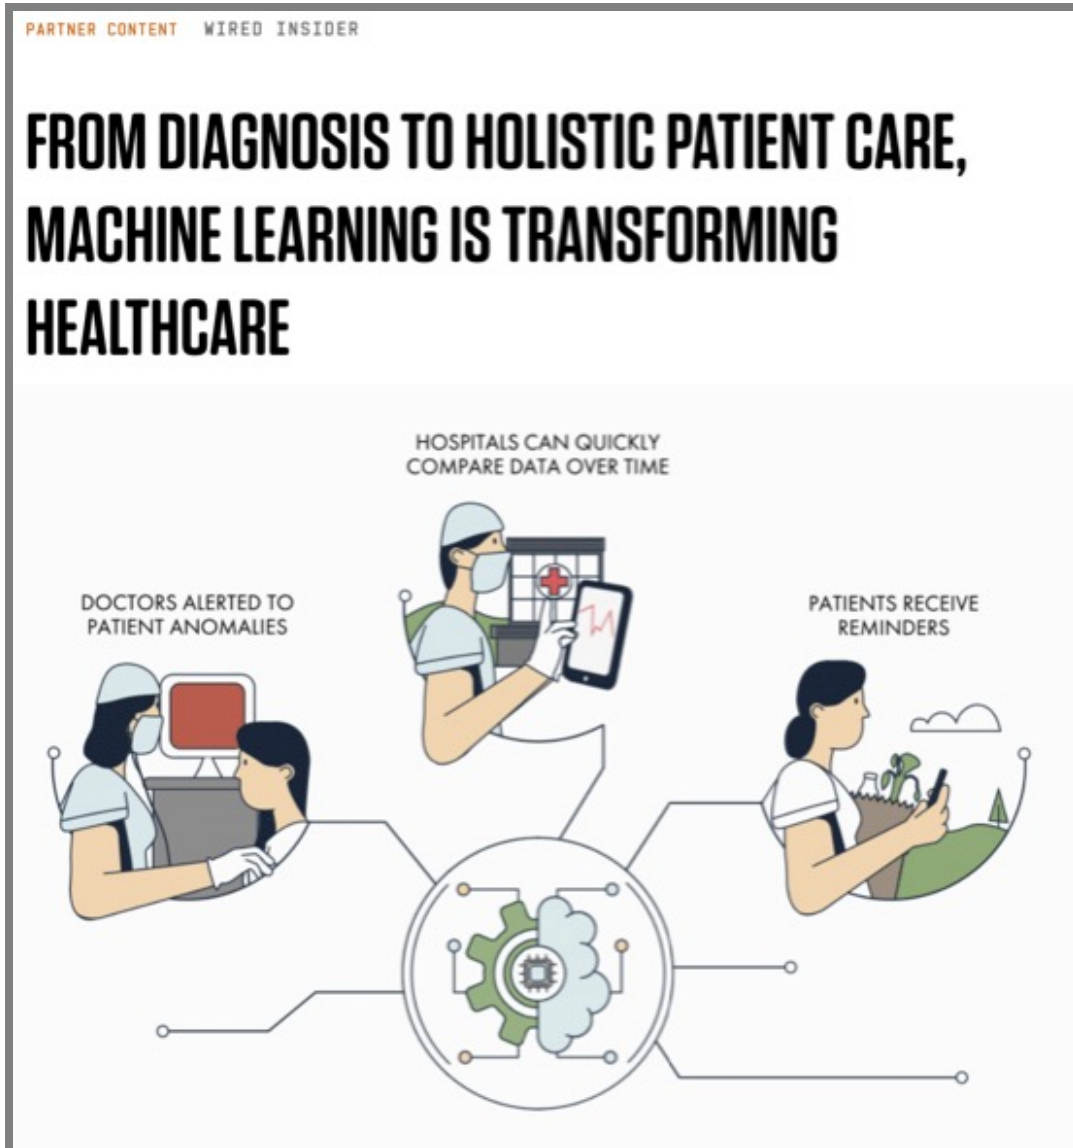 PARTNER CONTENT WIRED INSIDER
FROM DIAGNOSIS TO HOLISTIC PATIENT CARE,
MACHINE LEARNING IS TRANSFORMING
HEALTHCARE
HOSPITALS CAN QUICKLY
COMPARE DATA OVER TIME
DOCTORS ALERTED TO
PATIENT ANOMALIES
PATIENTS RECEIVE
REMINDERS